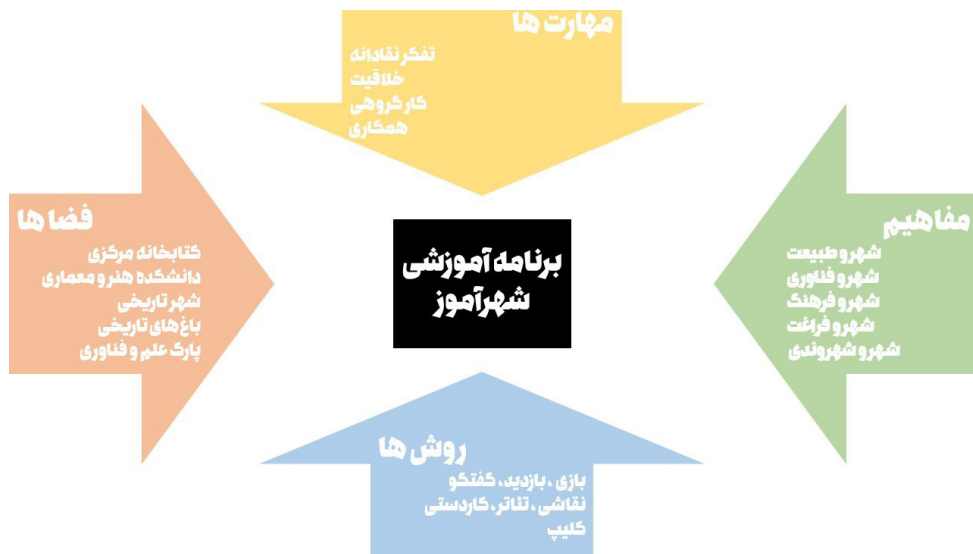 مهارت ها
تفکر نقادانه
خلاقیت
کار گروهی
همکاری
مفاهیم
شهر و طبیعت
شهر و فناوری
شهر و فرهنگ
شهر و فراغت
شهر و شهروندی
برنامه آموزشی
شهرآموز
فضا ها
کتابخانه مرکزی
دانشکده هنر و معماری
شهر تاریخی
باغ‌های تاریخی
پارک علم و فناوری
روش ها
بازی ، بازدید، گفتگو
نقاشی ، تئاتر، کاردستی
کلیپ